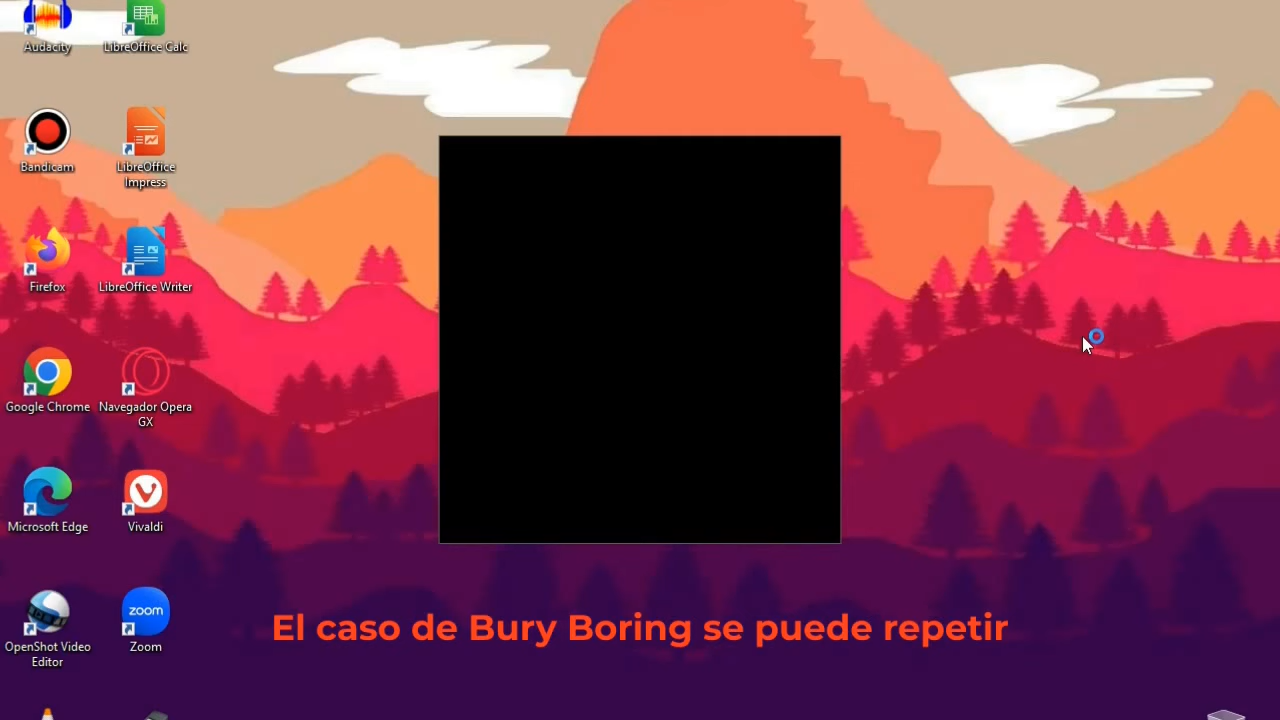 Audacity
LibreOffice Calc
Bandicam
LibreOffice
Impress
Firefox
LibreOffice Writer
Google Chrome
Navegador Opera
GX
Microsoft Edge
Vivaldi
OpenShot Video
Editor
zoom
Zoom
El caso de Bury Boring se puede repetir